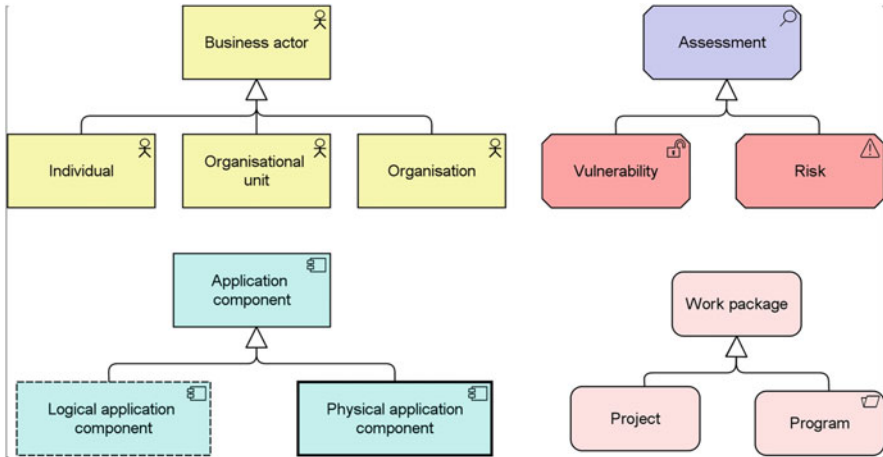 Business actor
Assessment
Individual
Organisational
unit
Organisation
Vulnerability
Risk
Application
component
Work package
Logical application
component
Physical application
component
Project
Program